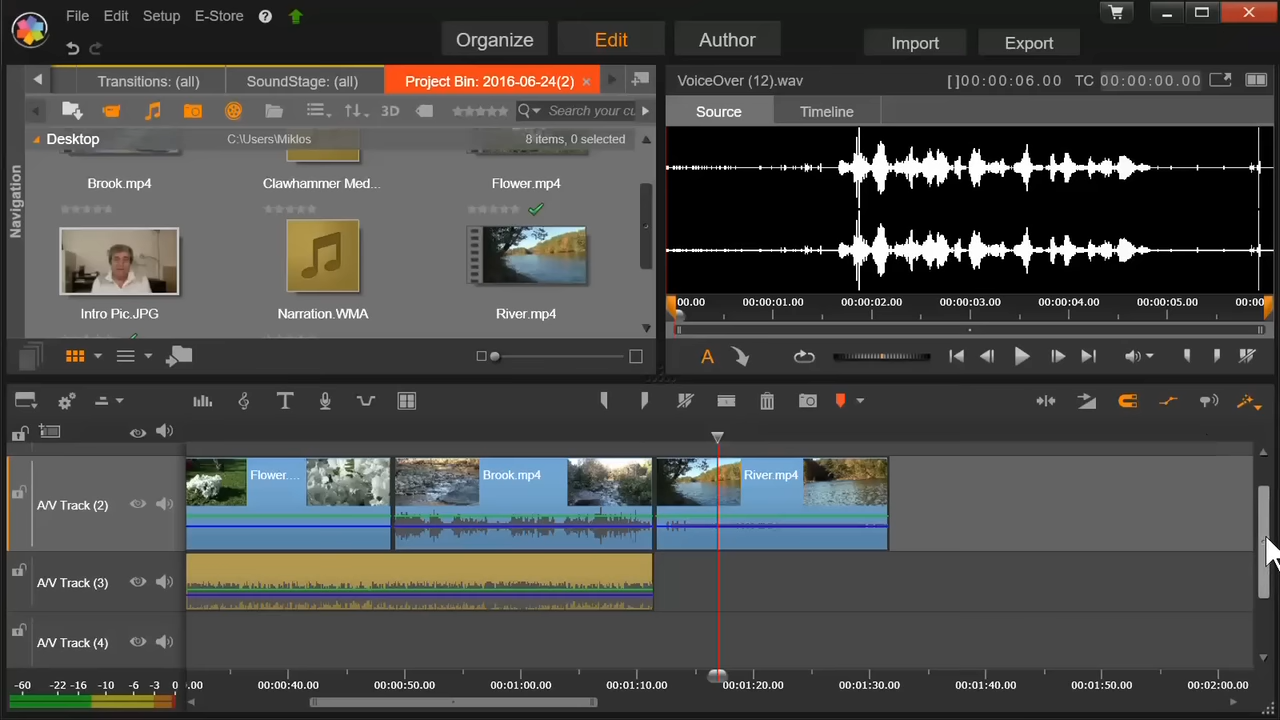 File Edit Setup E-Store ?
Organize Edit Author Import Export
Transitions: (all) SoundStage: (all) Project Bin: 2016-06-24(2) ×
VoiceOver (12).wav []00:00:06.00 TC 00:00:00.00
3D Search your cu
Source Timeline
Navigation
Desktop C:\Users\Miklos 8 items, 0 selected
Brook.mp4 Clawhammer Med... Flower.mp4
Intro Pic.JPG Narration.WMA River.mp4
00.00 00:00:01.00 00:00:02.00 00:00:03.00 00:00:04.00 00:00:05.00 00:00
A
T
A/V Track (2) Flower.... Brook.mp4 River.mp4
A/V Track (3)
A/V Track (4)
-22 -16 -10 -6 -3 0 .00 00:00:40.00 00:00:50.00 00:01:00.00 00:01:10.00 00:01:20.00 00:01:30.00 00:01:40.00 00:01:50.00 00:02:00.00